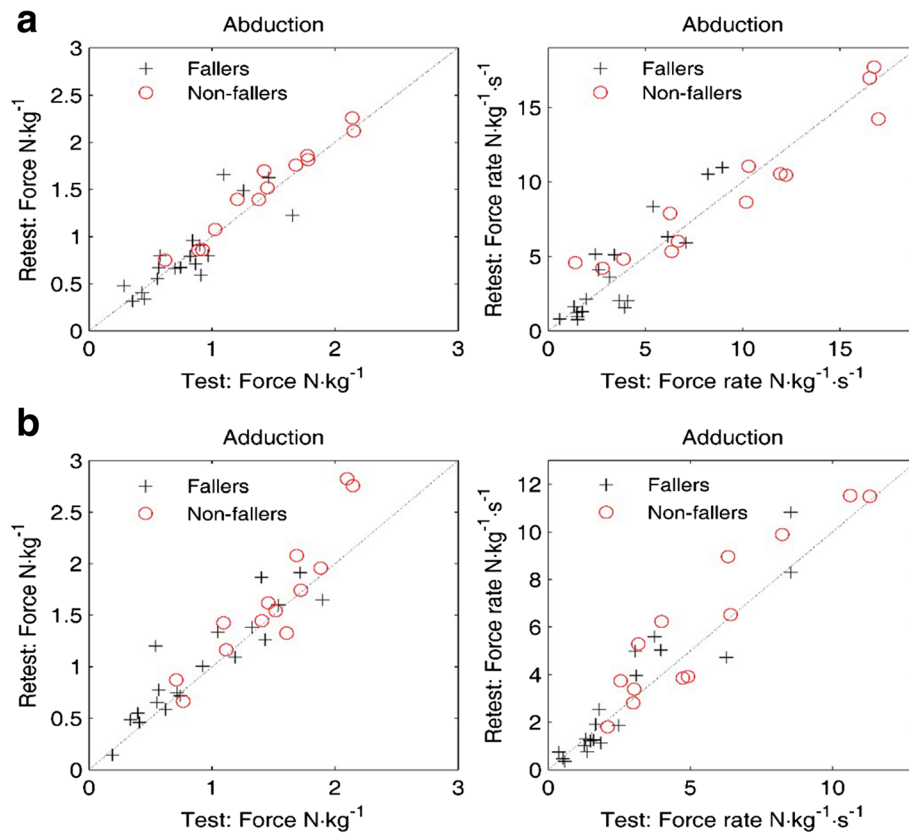 a
Abduction
Retest: Force N·kg⁻¹
3
2.5
2
1.5
1
0.5
0
+ Fallers
○ Non-fallers
0 1 2 3
Test: Force N·kg⁻¹
Abduction
Retest: Force rate N·kg⁻¹·s⁻¹
15
10
5
0
+ Fallers
○ Non-fallers
0 5 10 15
Test: Force rate N·kg⁻¹·s⁻¹
b
Adduction
Retest: Force N·kg⁻¹
3
2.5
2
1.5
1
0.5
0
+ Fallers
○ Non-fallers
0 1 2 3
Test: Force N·kg⁻¹
Adduction
Retest: Force rate N·kg⁻¹·s⁻¹
12
10
8
6
4
2
0
+ Fallers
○ Non-fallers
0 5 10
Test: Force rate N·kg⁻¹·s⁻¹